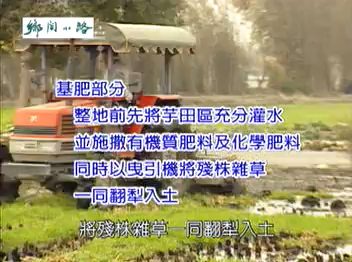 鄉間小路
基肥部分
整地前先將芋田區充分灌水
並施撒有機質肥料及化學肥料
同時以曳引機將殘株雜草
一同翻犁入土
將殘株雜草一同翻犁入土